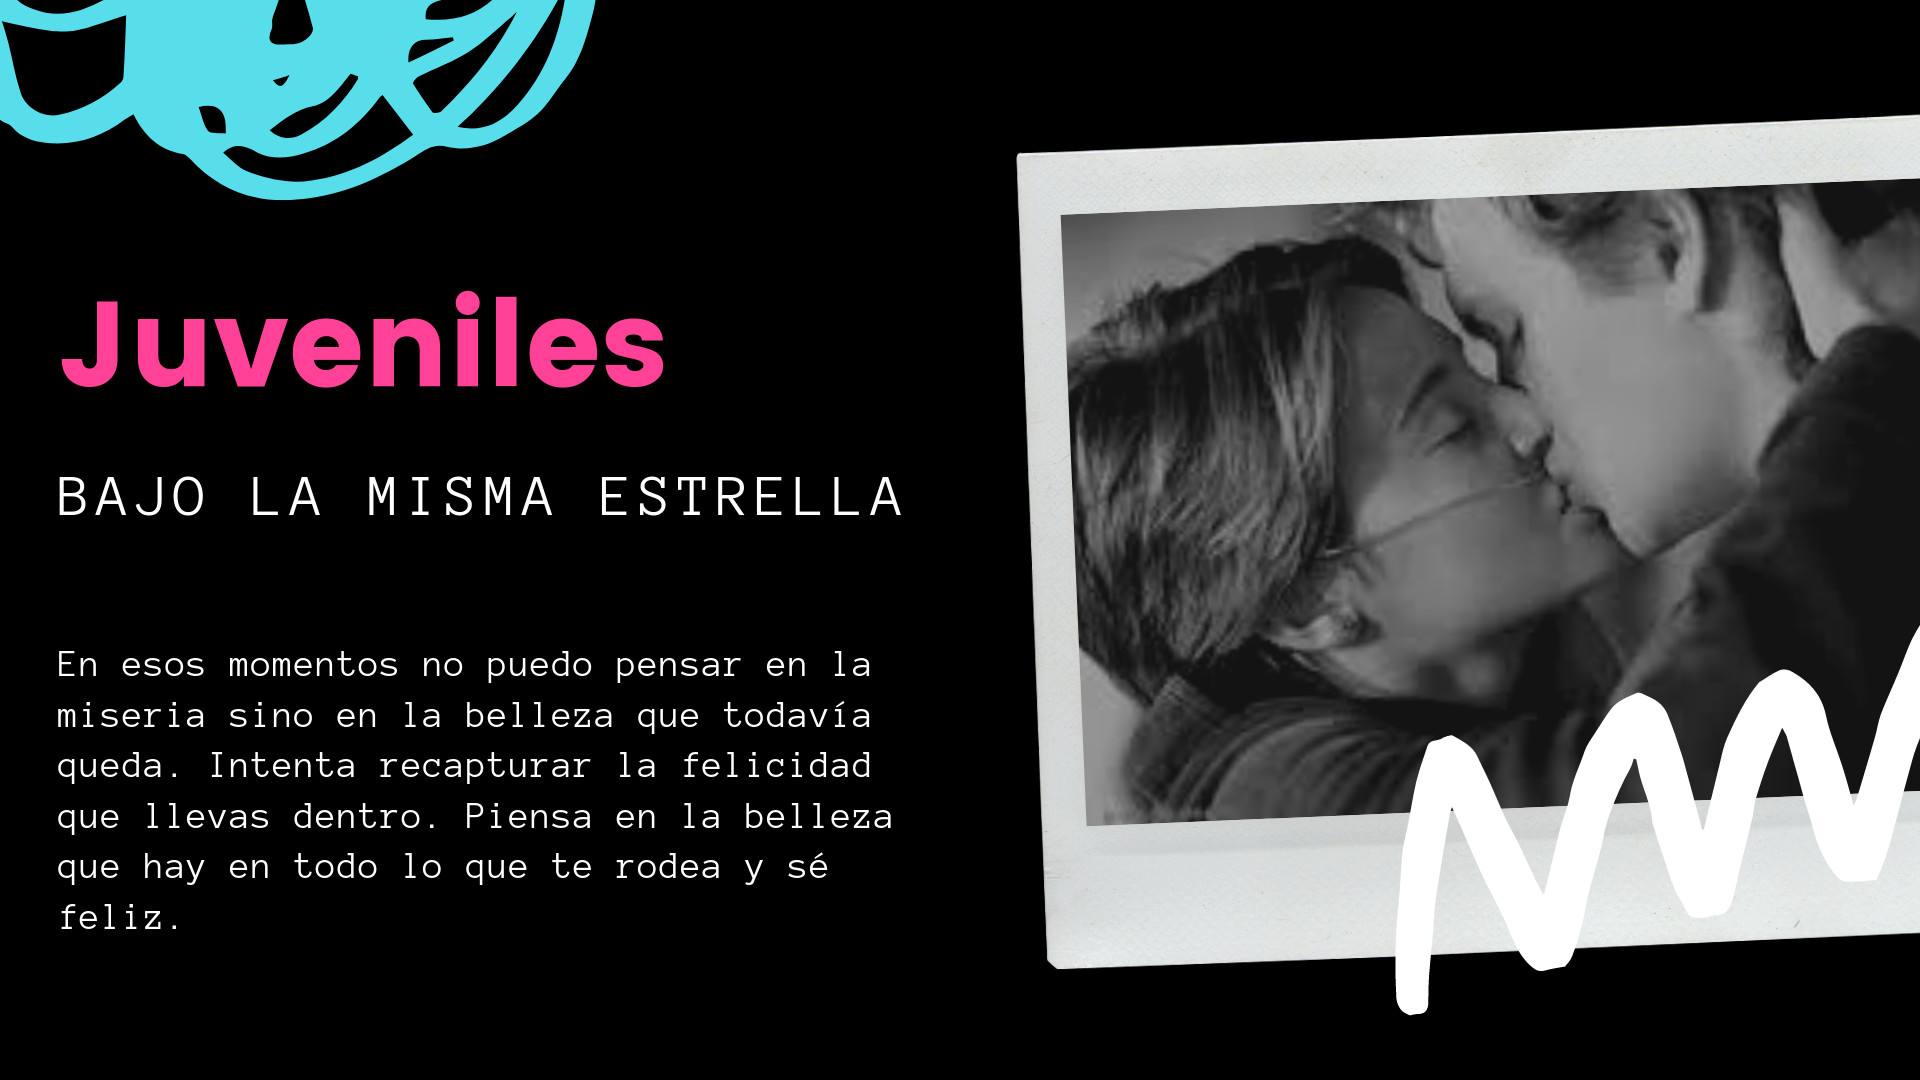 Juveniles
BAJO LA MISMA ESTRELLA
En esos momentos no puedo pensar en la
miseria sino en la belleza que todavía
queda. Intenta recapturar la felicidad
que llevas dentro. Piensa en la belleza
que hay en todo lo que te rodea y sé
feliz.